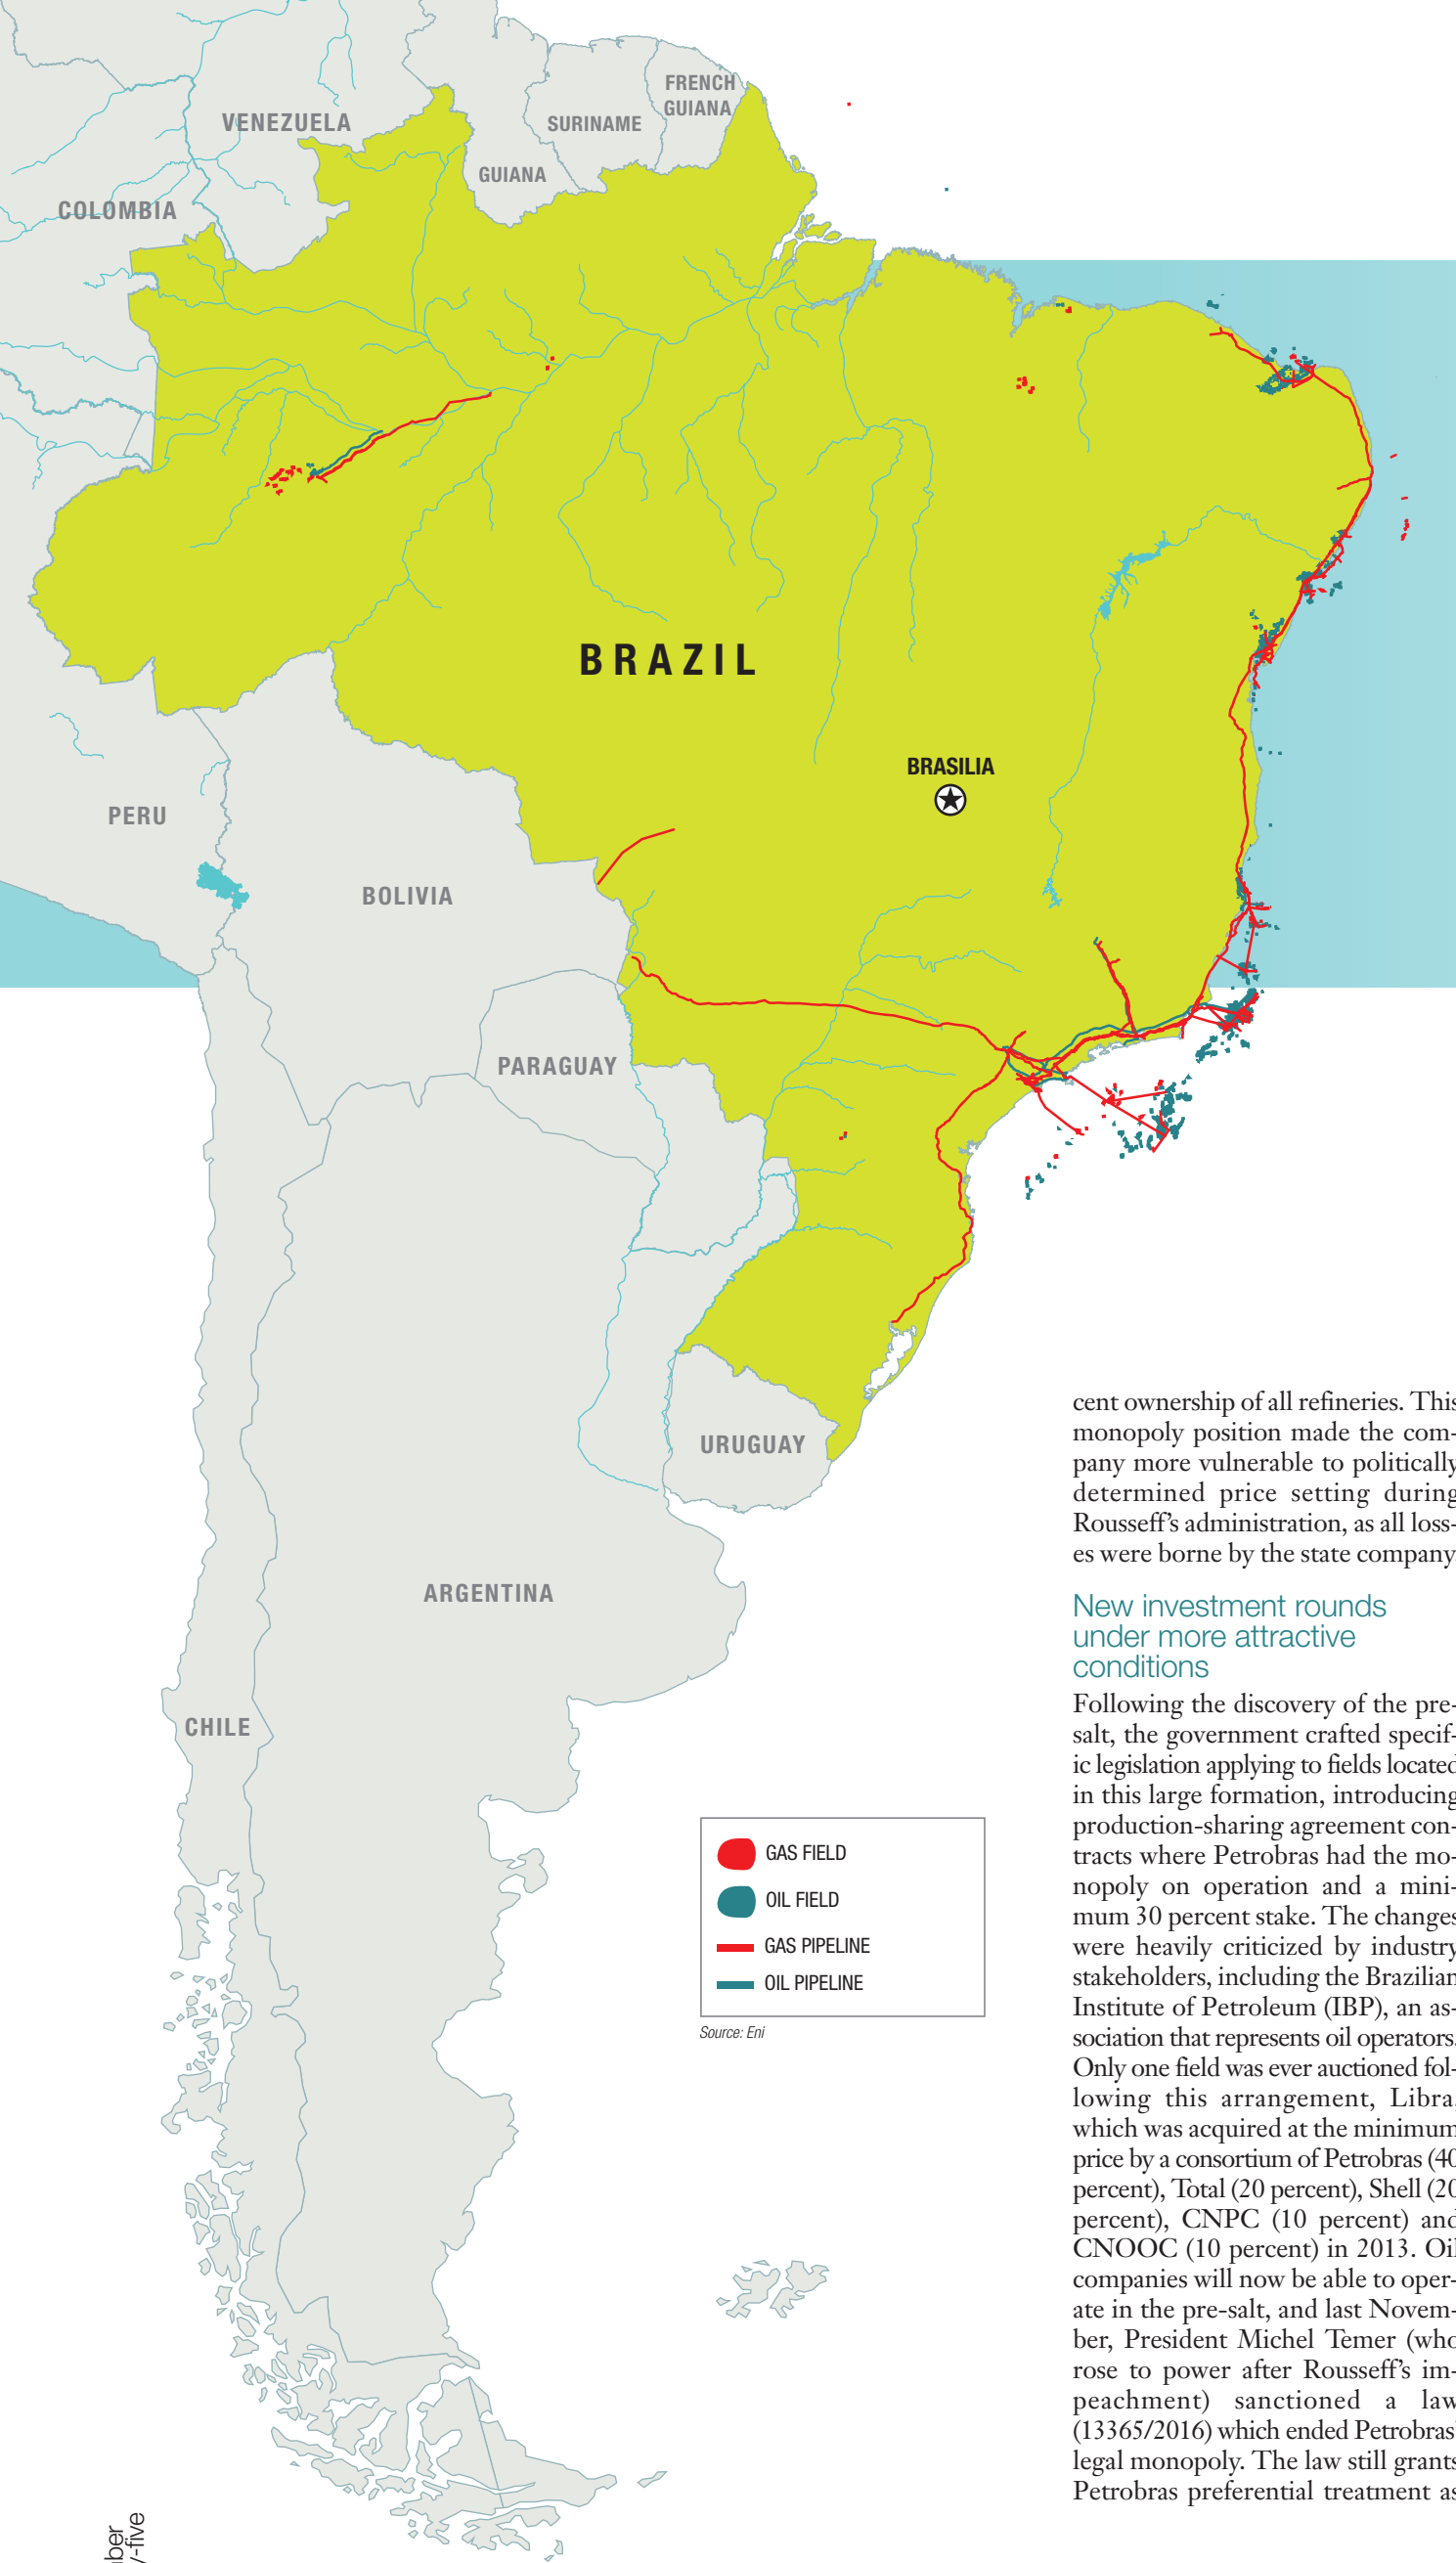 FRENCH
GUIANA
VENEZUELA
SURINAME
GUIANA
COLOMBIA
BRAZIL
BRASILIA
PERU
BOLIVIA
PARAGUAY
URUGUAY
ARGENTINA
CHILE
GAS FIELD
OIL FIELD
GAS PIPELINE
OIL PIPELINE
Source: Eni
cent ownership of all refineries. This
monopoly position made the com-
pany more vulnerable to politically
determined price setting during
Rousseff's administration, as all loss-
es were borne by the state company
New investment rounds
under more attractive
conditions
Following the discovery of the pre-
salt, the government crafted specif-
ic legislation applying to fields located
in this large formation, introducing
production-sharing agreement con-
tracts where Petrobras had the mo-
nopoly on operation and a mini-
mum 30 percent stake. The changes
were heavily criticized by industry
stakeholders, including the Brazilian
Institute of Petroleum (IBP), an as-
sociation that represents oil operators.
Only one field was ever auctioned fol-
lowing this arrangement, Libra,
which was acquired at the minimum
price by a consortium of Petrobras (40
percent), Total (20 percent), Shell (20
percent), CNPC (10 percent) and
CNOOC (10 percent) in 2013. Oil
companies will now be able to oper-
ate in the pre-salt, and last Novem-
ber, President Michel Temer (who
rose to power after Rousseff's im-
peachment) sanctioned a law
(13365/2016) which ended Petrobras'
legal monopoly. The law still grants
Petrobras preferential treatment as
-five